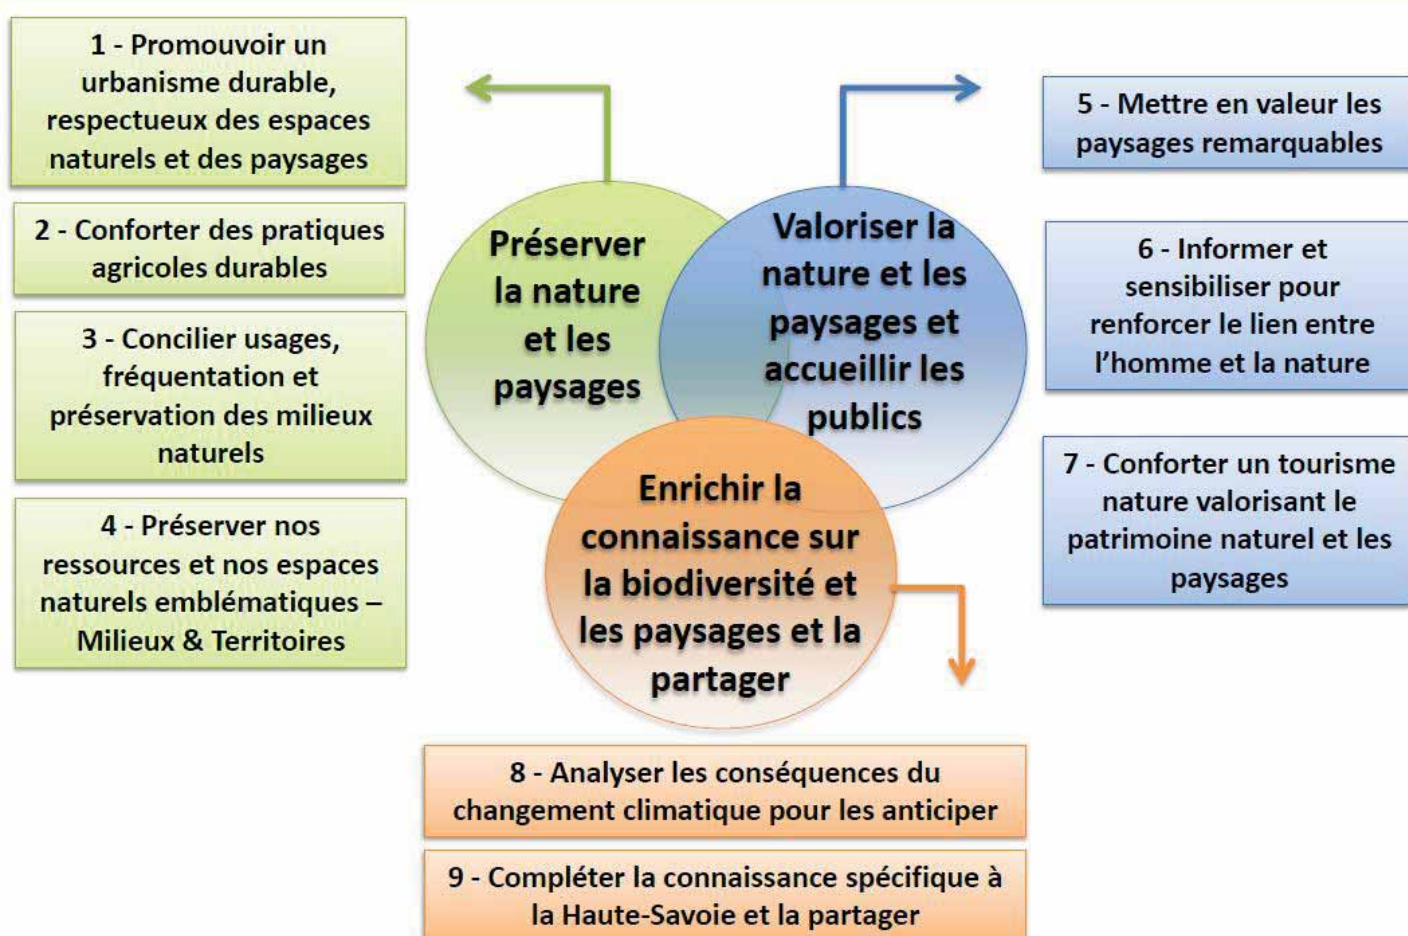 1 - Promouvoir un
urbanisme durable,
respectueux des espaces
naturels et des paysages
2 - Conforter des pratiques
agricoles durables
3 - Concilier usages,
fréquentation et
préservation des milieux
naturels
4 - Préserver nos
ressources et nos espaces
naturels emblématiques –
Milieux & Territoires
Préserver
la nature
et les
paysages
Valoriser la
nature et les
paysages et
accueillir les
publics
Enrichir la
connaissance sur
la biodiversité et
les paysages et la
partager
5 - Mettre en valeur les
paysages remarquables
6 - Informer et
sensibiliser pour
renforcer le lien entre
l’homme et la nature
7 - Conforter un tourisme
nature valorisant le
patrimoine naturel et les
paysages
8 - Analyser les conséquences du
changement climatique pour les anticiper
9 - Compléter la connaissance spécifique à
la Haute-Savoie et la partager